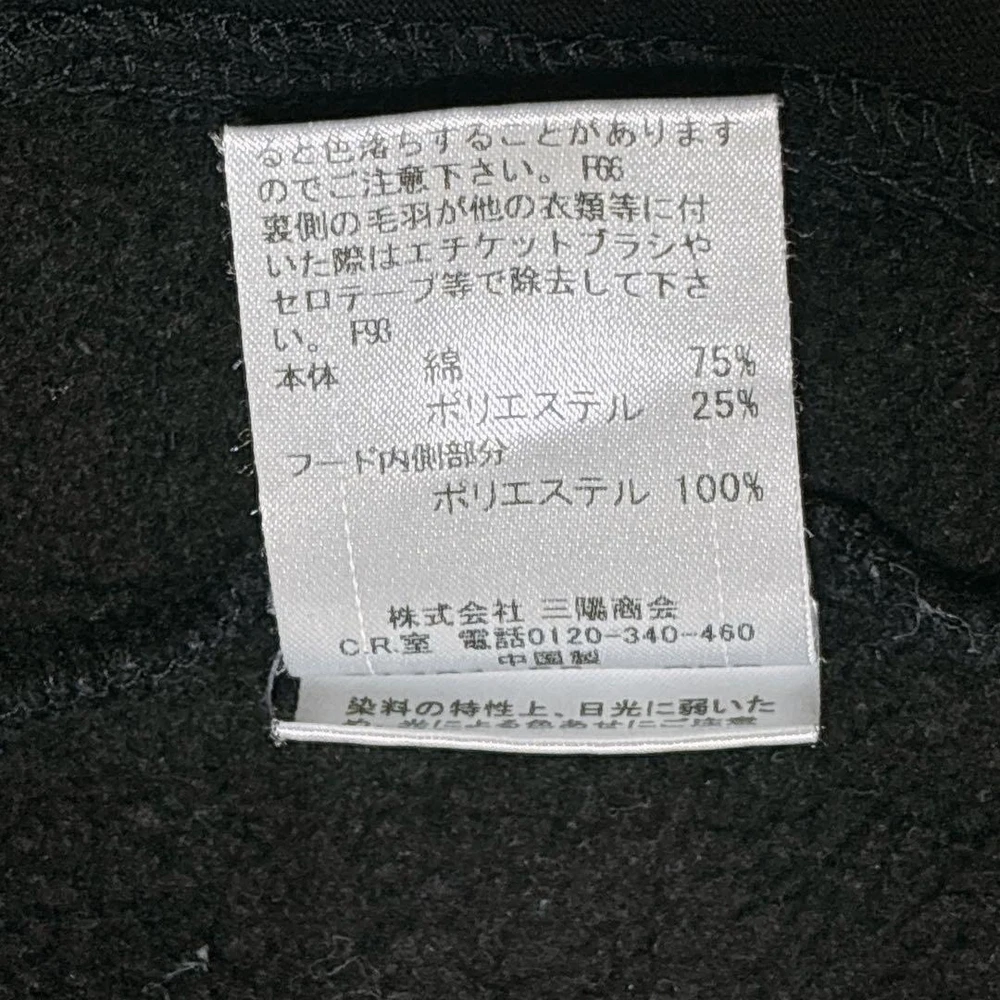 ると色落ちすることがあります
のでご注意下さい。 F66
裏側の毛羽が他の衣類等に付
いた際はエチケットブラシや
セロテープ等で除去して下さ
い。 F93
本体 綿 75%
ポリエステル 25%
フード内側部分
ポリエステル 100%
株式会社 三陽商会
C.R.室 電話0120-340-460
中国製
染料の特性上、日光に弱いた